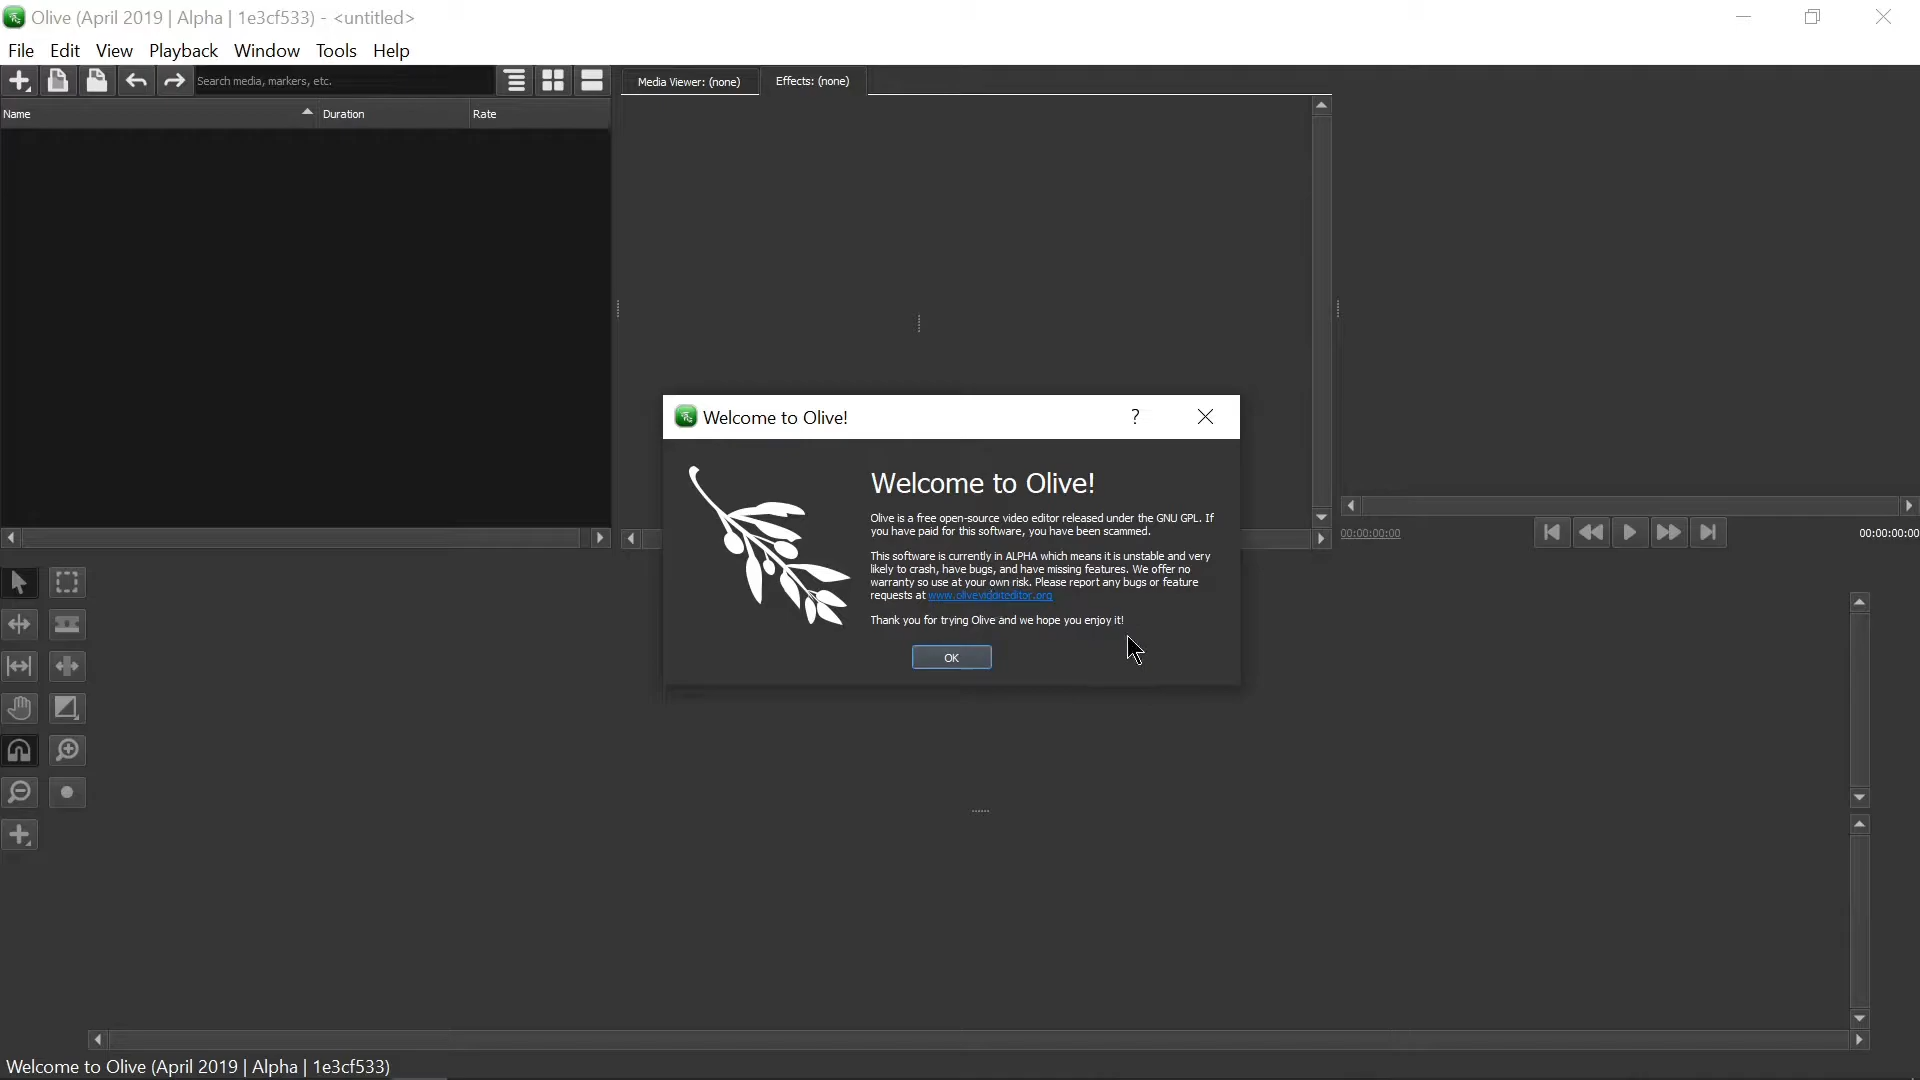 Olive (April 2019 | Alpha | 1e3cf533) - <untitled>
File Edit View Playback Window Tools Help
Search media, markers, etc.
Media Viewer: (none) Effects: (none)
Name Duration Rate
Welcome to Olive!
Welcome to Olive!
Olive is a free open-source video editor released under the GNU GPL. If
you have paid for this software, you have been scammed.
This software is currently in ALPHA which means it is unstable and very
likely to crash, have bugs, and have missing features. We offer no
warranty so use at your own risk. Please report any bugs or feature
requests at
Thank you for trying Olive and we hope you enjoy it!
OK
00:00:00:00 00:00:00:00
Welcome to Olive (April 2019 | Alpha | 1e3cf533)